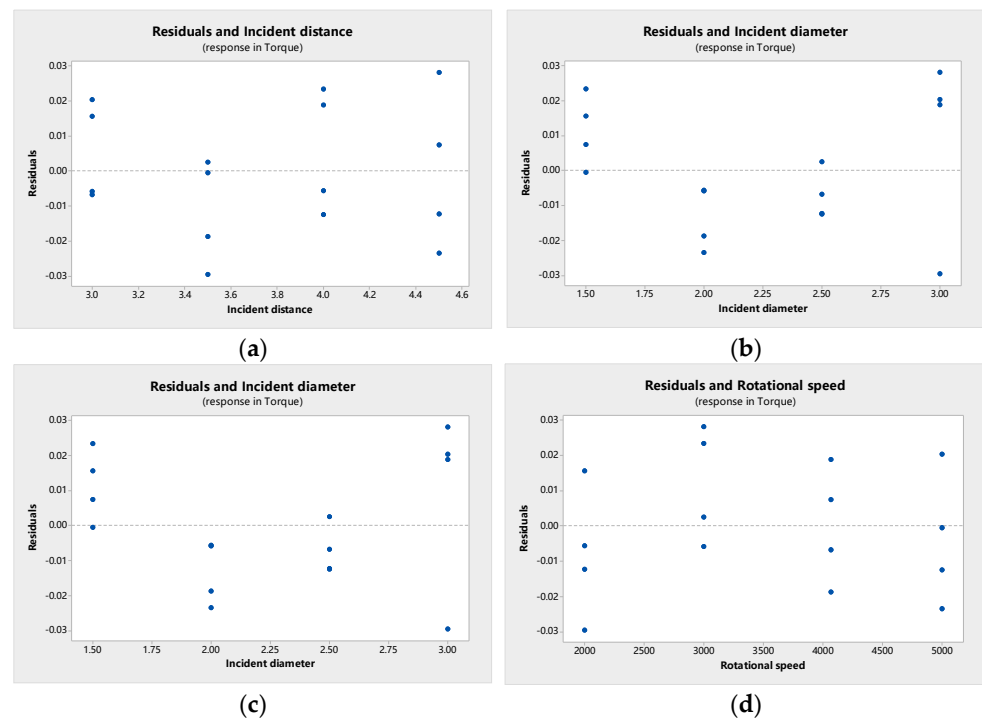 Residuals and Incident distance
(response in Torque)
0.03
0.02
0.01
0.00
-0.01
-0.02
-0.03
Residuals
3.0 3.2 3.4 3.6 3.8 4.0 4.2 4.4 4.6
Incident distance
(a)
Residuals and Incident diameter
(response in Torque)
0.03
0.02
0.01
0.00
-0.01
-0.02
-0.03
Residuals
1.50 1.75 2.00 2.25 2.50 2.75 3.00
Incident diameter
(b)
Residuals and Incident diameter
(response in Torque)
0.03
0.02
0.01
0.00
-0.01
-0.02
-0.03
Residuals
1.50 1.75 2.00 2.25 2.50 2.75 3.00
Incident diameter
(c)
Residuals and Rotational speed
(response in Torque)
0.03
0.02
0.01
0.00
-0.01
-0.02
-0.03
Residuals
2000 2500 3000 3500 4000 4500 5000
Rotational speed
(d)